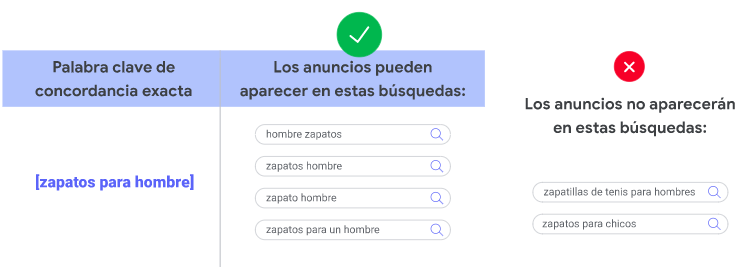 Palabra clave de
concordancia exacta
Los anuncios pueden
aparecer en estas búsquedas:
Los anuncios no aparecerán
en estas búsquedas:
[zapatos para hombre]
hombre zapatos
zapatos hombre
zapato hombre
zapatos para un hombre
zapatillas de tenis para hombres
zapatos para chicos